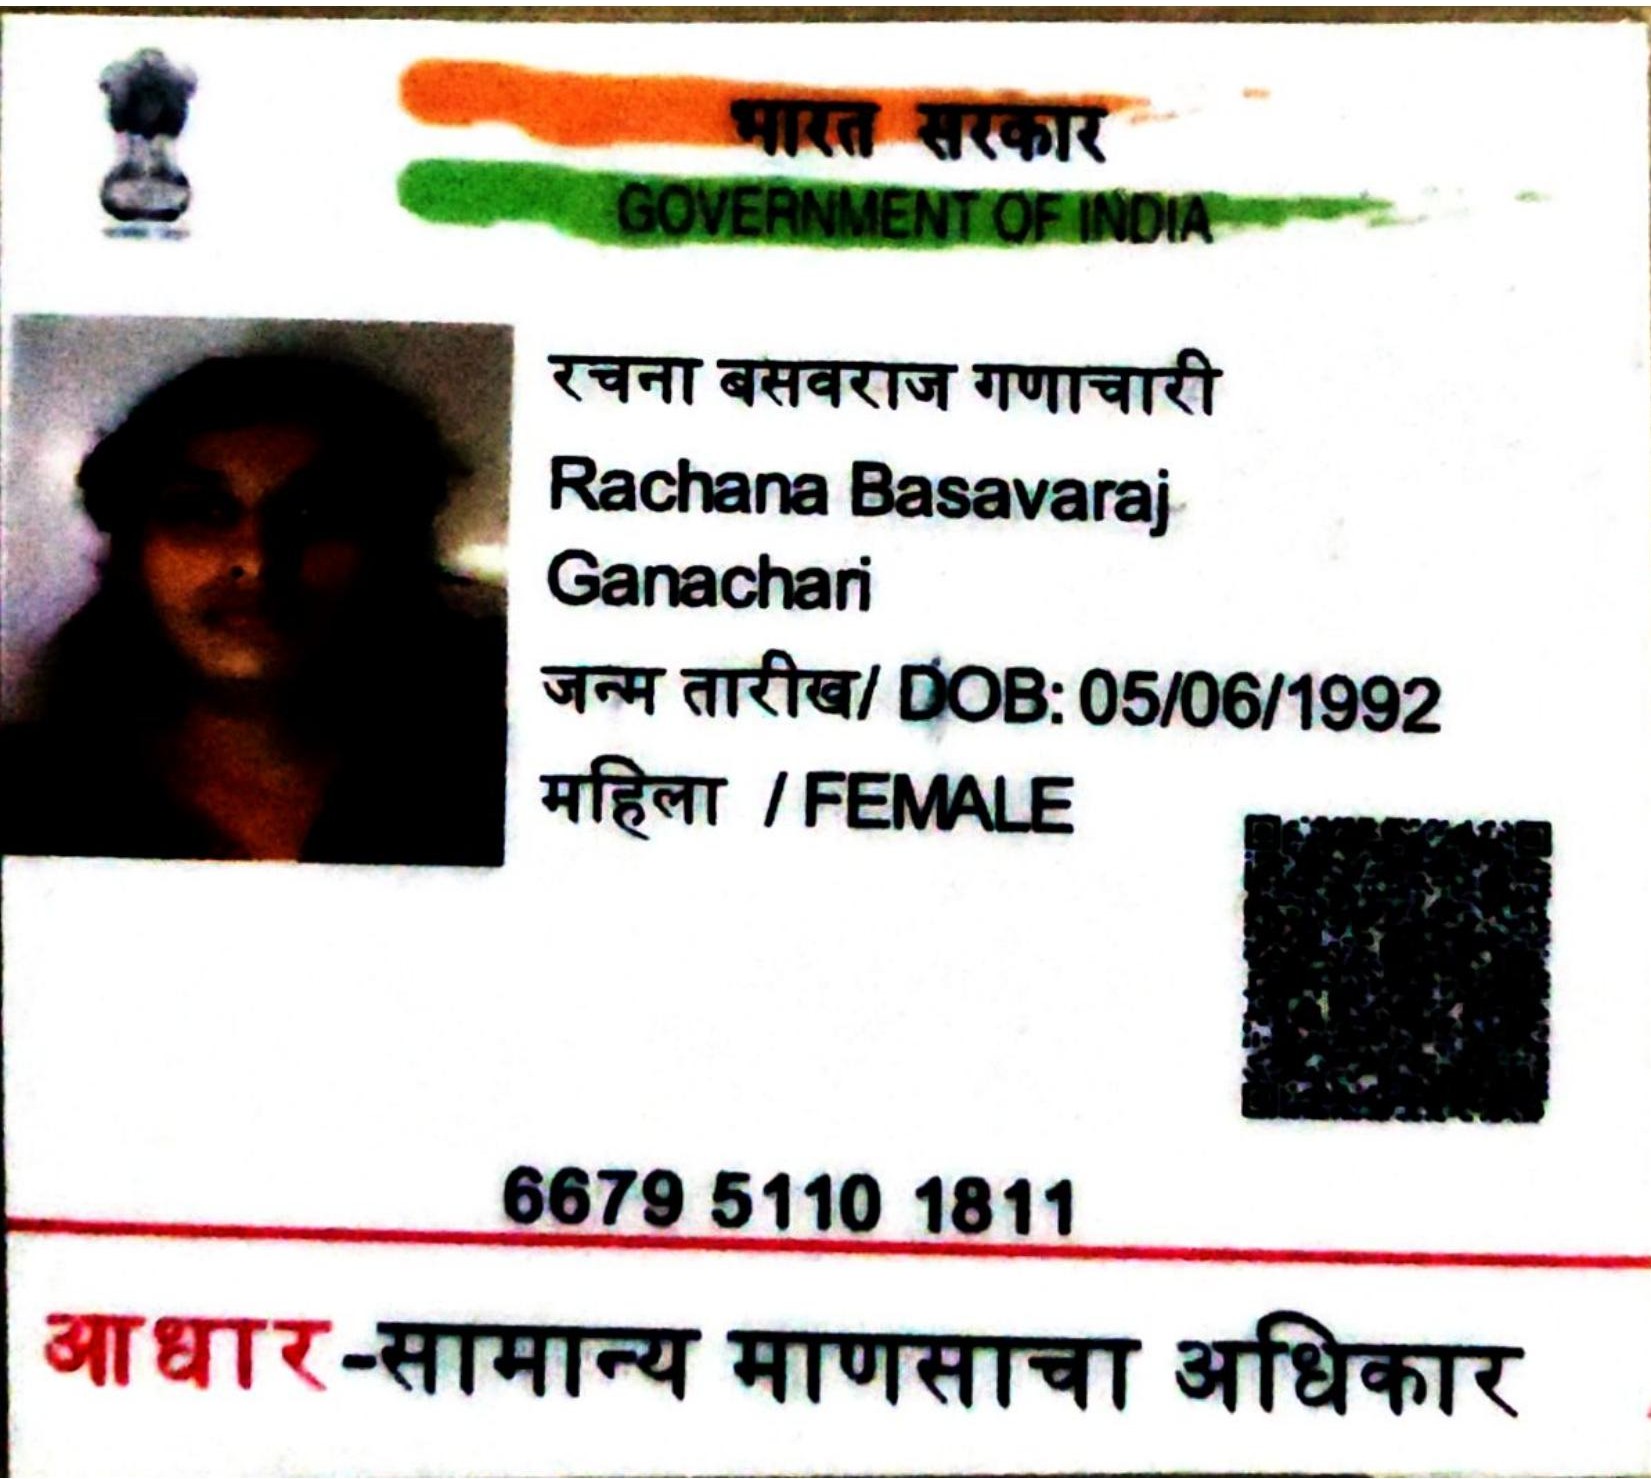 भारत सरकार
GOVERNMENT OF INDIA
रचना बसवराज गणाचारी
Rachana Basavaraj
Ganachari
जन्म तारीख/ DOB: 05/06/1992
महिला / FEMALE
6679 5110 1811
आधार-सामान्य माणसाचा अधिकार